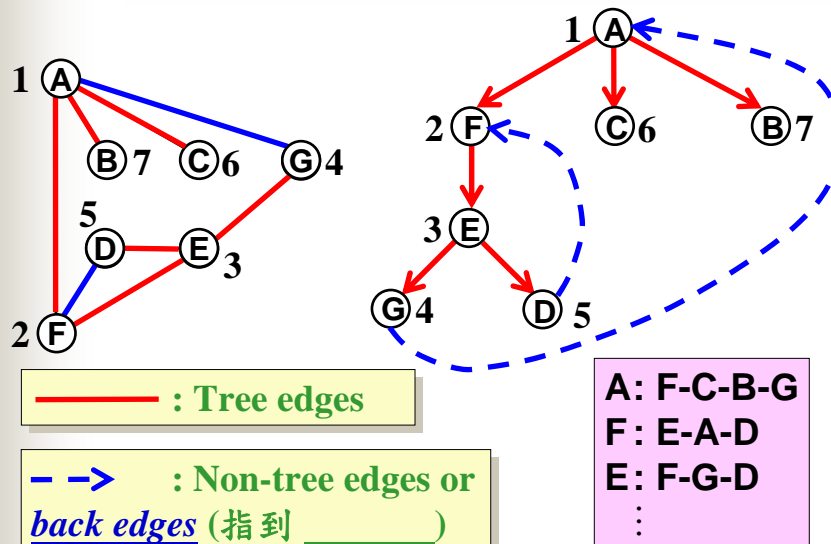 1 A
B 7
C 6
G 4
5
D
E
3
2 F
1 A
2 F
C 6
B 7
3 E
G 4
D 5
: Tree edges
: Non-tree edges or
back edges (指到 ________)
A: F-C-B-G
F: E-A-D
E: F-G-D
⋮